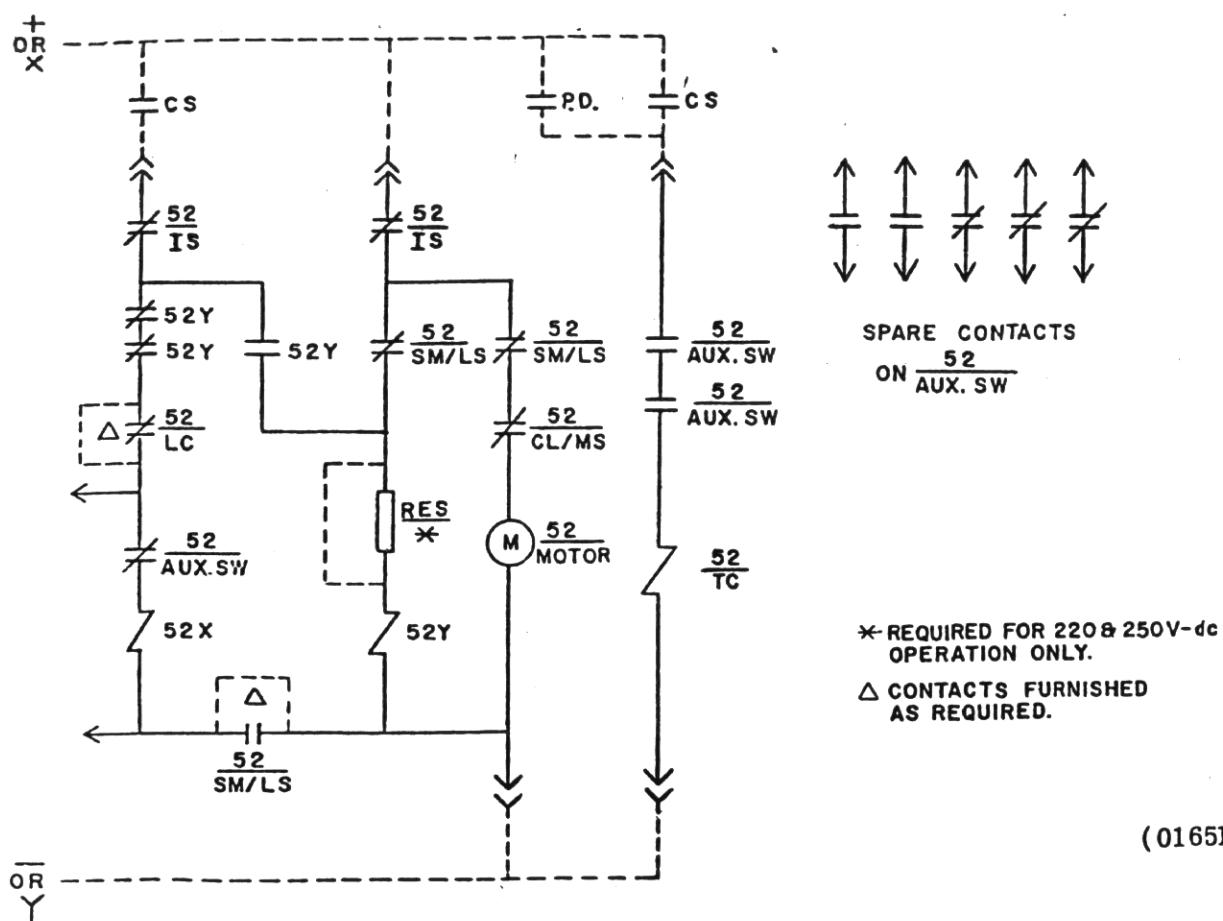 +
OR
X
CS
P.D.
CS
52
IS
52
IS
52Y
52Y
52Y
52
SM/LS
52
SM/LS
52
AUX. SW
52
AUX. SW
SPARE CONTACTS
ON 52
AUX. SW
Δ
52
LC
52
CL/MS
RES
*
M
52
MOTOR
52
AUX.SW
52
TC
52X
52Y
* REQUIRED FOR 220 & 250V-dc
OPERATION ONLY.
Δ CONTACTS FURNISHED
AS REQUIRED.
Δ
52
SM/LS
(0165
—
OR
Y